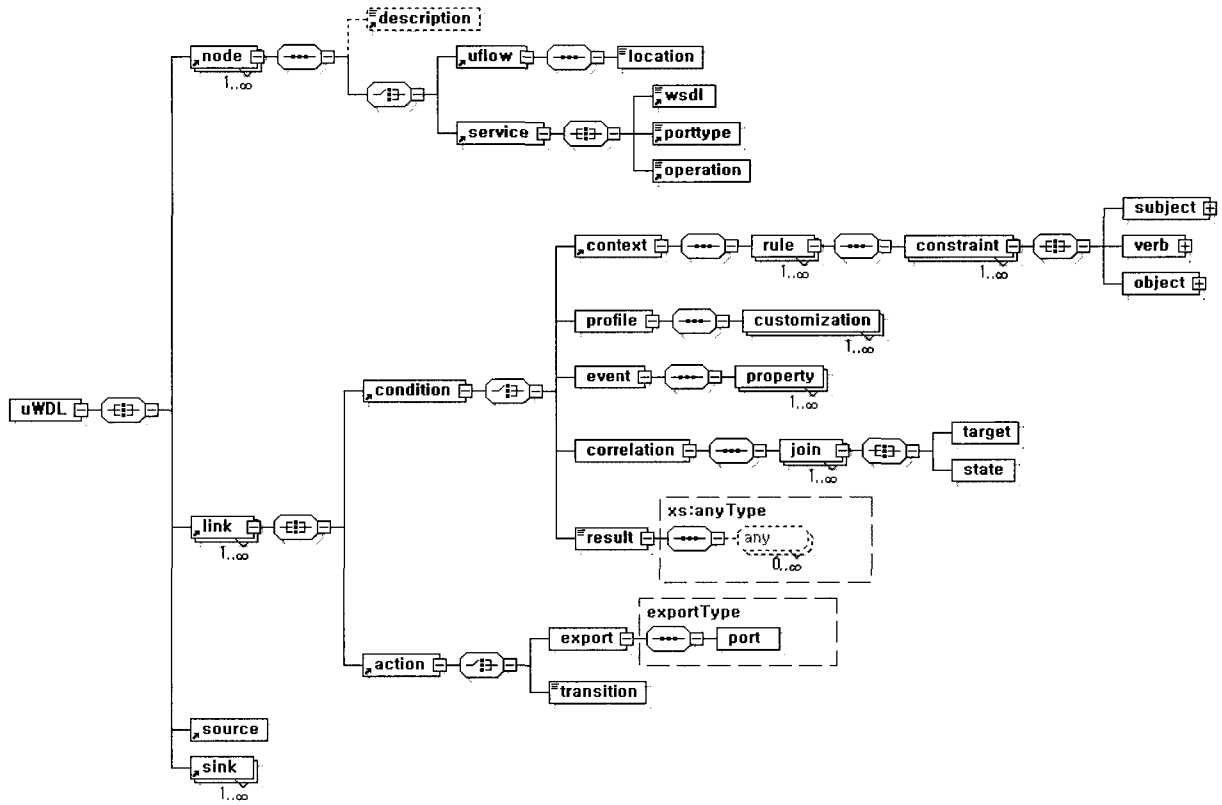 description
node
1..∞
uflow
location
wsdl
service
porttype
operation
subject
context
rule
constraint
verb
1..∞
1..∞
object
profile
customization
1..∞
event
property
1..∞
condition
uWDL
target
correlation
join
1..∞
state
xs:anyType
link
1..∞
result
any
0..∞
exportType
export
port
action
transition
source
sink
1..∞